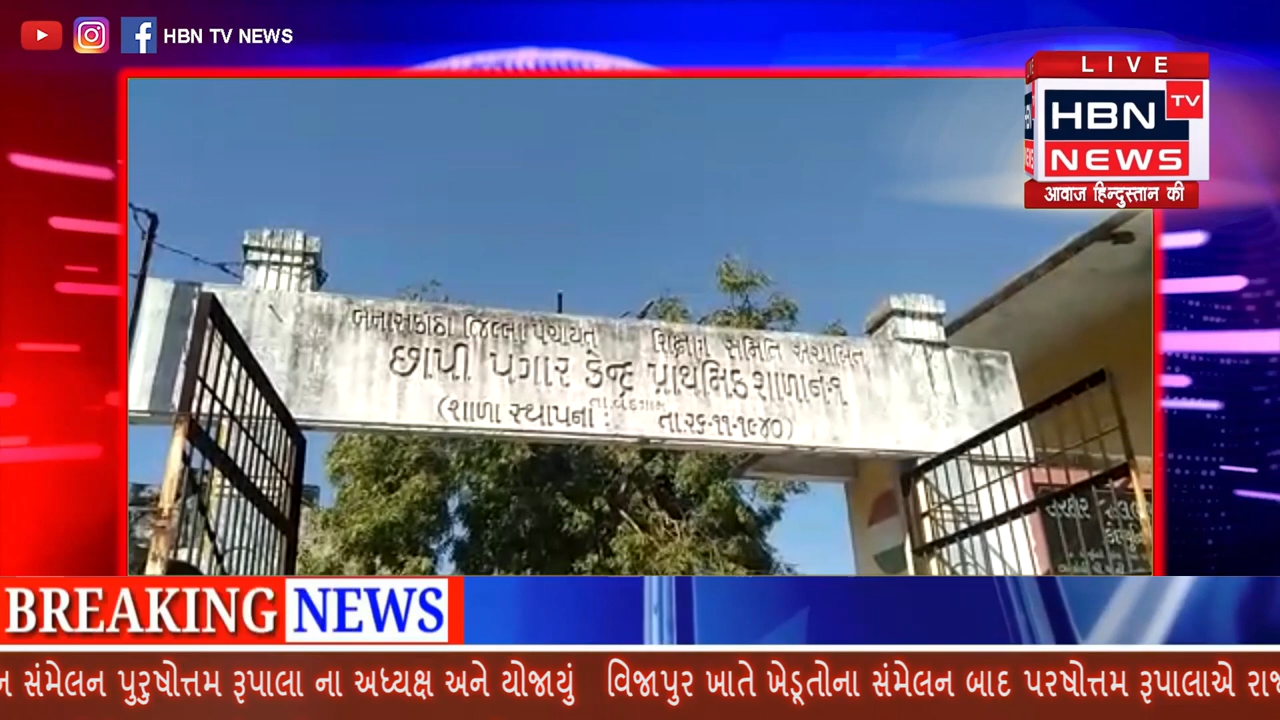 HBN TV NEWS
LIVE
HBN TV
NEWS
आवाज हिन्दुस्तान की
બનાસકાંઠા જિલ્લા પંચાયત શિક્ષણ સમિતિ સંચાલિત
છાપી પગાર કેન્દ્ર પ્રાથમિક શાળા નં.૧
તા.વડગામ
(શાળા સ્થાપના : તા.૨૬-૧૧-૧૯૪૦)
BREAKING NEWS
ન સંમેલન પુરુષોત્તમ રૂપાલા ના અધ્યક્ષ અને યોજાયું વિજાપુર ખાતે ખેડૂતોના સંમેલન બાદ પરષોત્તમ રૂપાલાએ રાજ